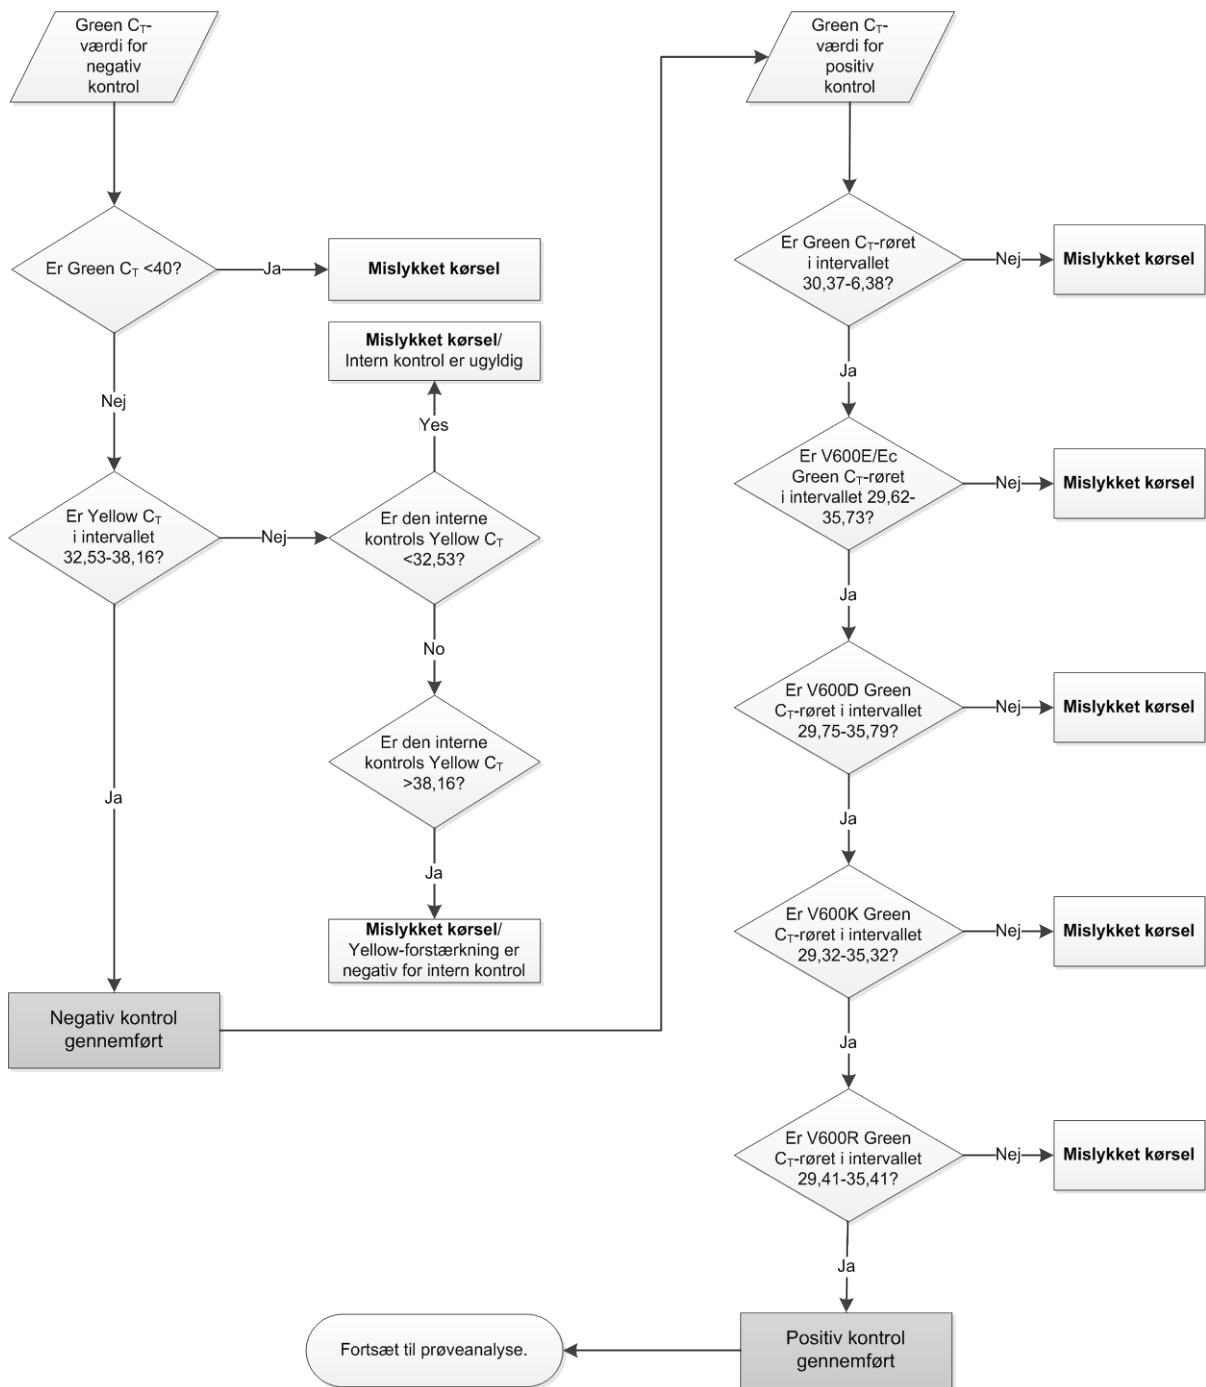 Green CT-
værdi for
negativ
kontrol
Er Green CT <40?
Ja
Mislykket kørsel
Nej
Mislykket kørsel/
Intern kontrol er ugyldig
Yes
Er Yellow CT
i intervallet
32,53-38,16?
Nej
Er den interne
kontrols Yellow CT
<32,53?
No
Er den interne
kontrols Yellow CT
>38,16?
Ja
Mislykket kørsel/
Yellow-forstærkning er
negativ for intern kontrol
Ja
Negativ kontrol
gennemført
Green CT-
værdi for
positiv
kontrol
Er Green CT-røret
i intervallet
30,37-6,38?
Nej
Mislykket kørsel
Ja
Er V600E/Ec
Green CT-røret
i intervallet 29,62-
35,73?
Nej
Mislykket kørsel
Ja
Er V600D Green
CT-røret i intervallet
29,75-35,79?
Nej
Mislykket kørsel
Ja
Er V600K Green
CT-røret i intervallet
29,32-35,32?
Nej
Mislykket kørsel
Ja
Er V600R Green
CT-røret i intervallet
29,41-35,41?
Nej
Mislykket kørsel
Ja
Positiv kontrol
gennemført
Fortsæt til prøveanalyse.